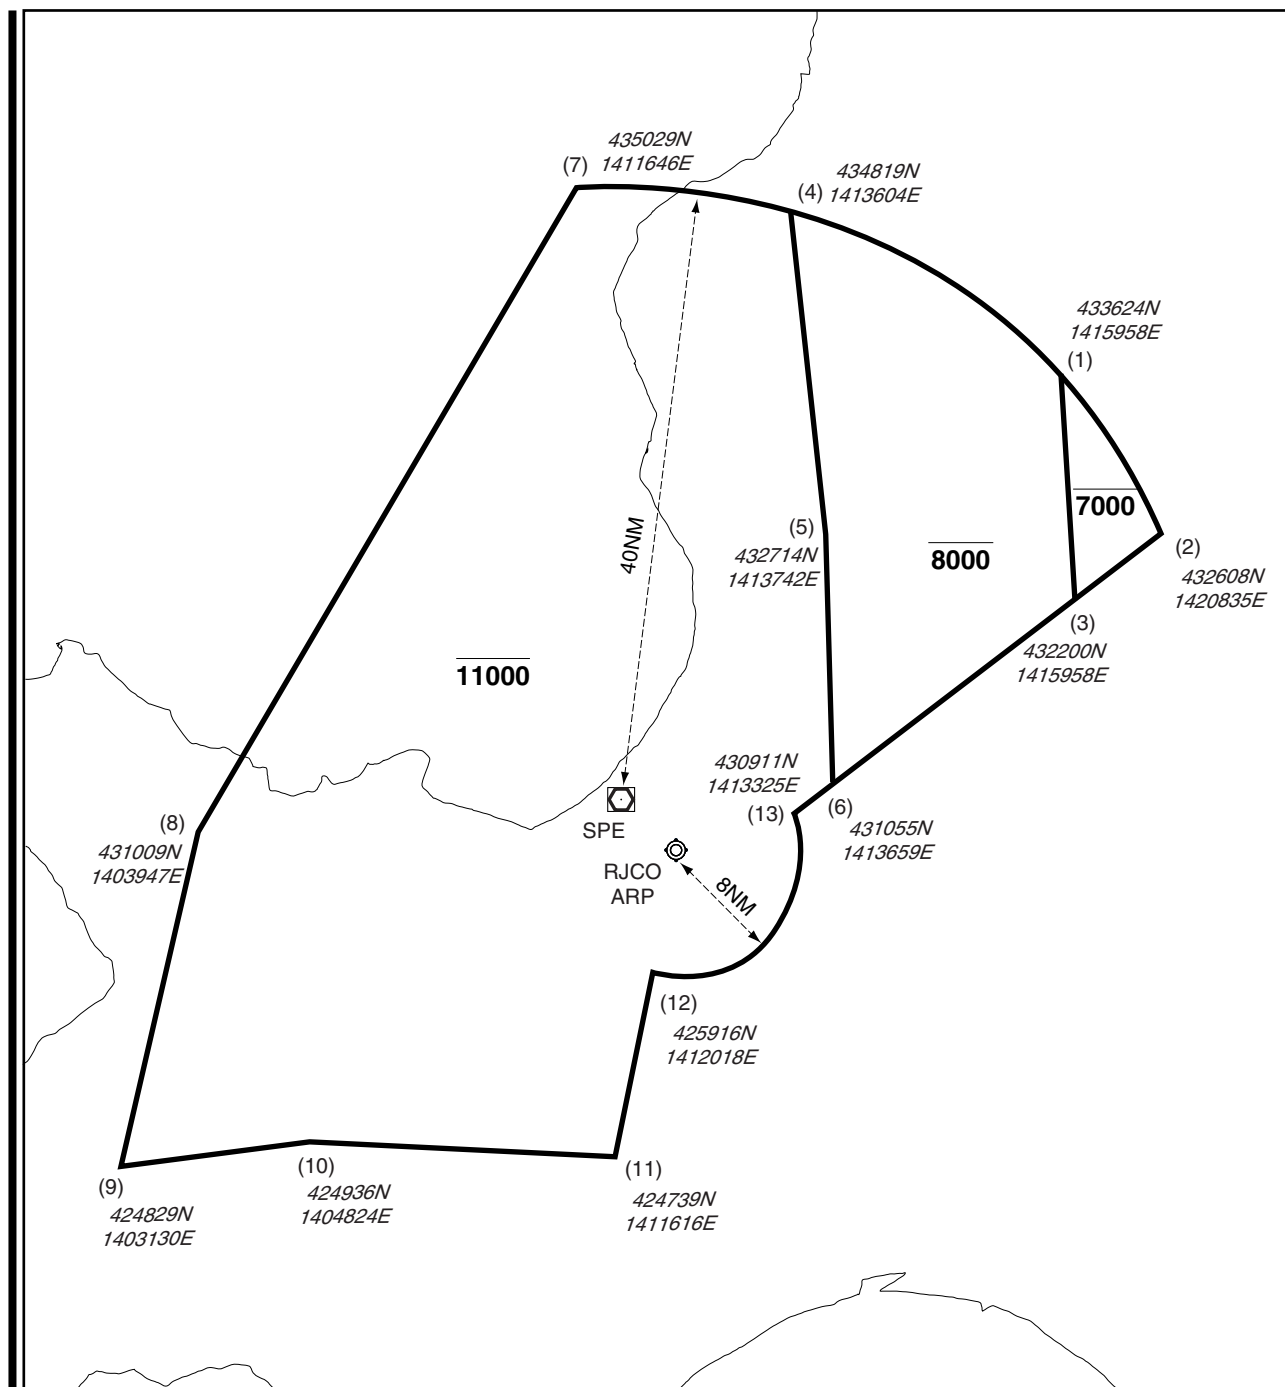 435029N
(7) 1411646E
434819N
(4) 1413604E
433624N
1415958E
(1)
7000
40NM
(5)
432714N
1413742E
8000
(2)
432608N
1420835E
(3)
432200N
1415958E
11000
430911N
1413325E
(13)
(6)
431055N
1413659E
SPE
(8)
431009N
1403947E
RJCO
ARP
8NM
(12)
425916N
1412018E
(9)
424829N
1403130E
(10)
424936N
1404824E
(11)
424739N
1411616E